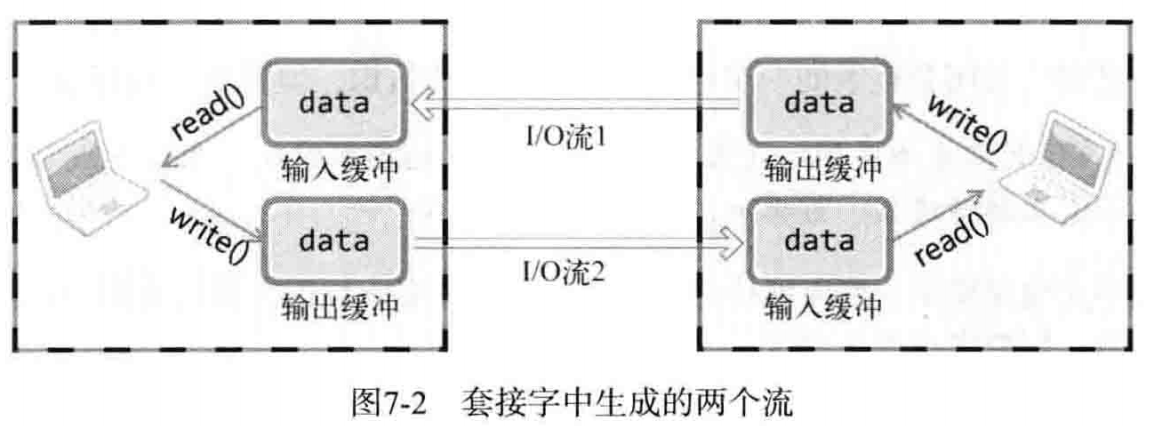 data
data
read()
write()
I/O流1
输入缓冲
输出缓冲
write()
data
data
read()
I/O流2
输出缓冲
输入缓冲
图7-2 套接字中生成的两个流